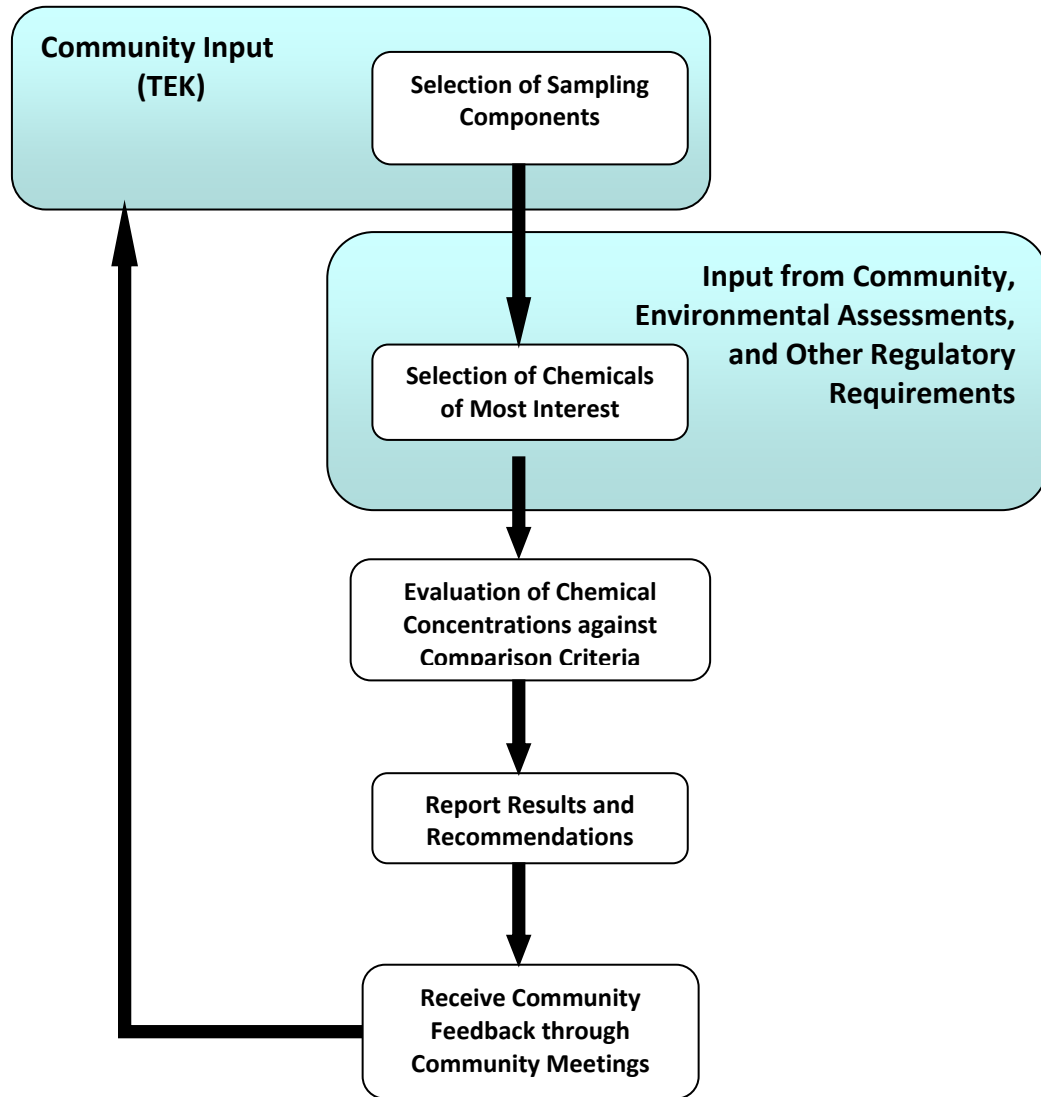 Community Input
(TEK)
Selection of Sampling
Components
Input from Community,
Environmental Assessments,
and Other Regulatory
Requirements
Selection of Chemicals
of Most Interest
Evaluation of Chemical
Concentrations against
Comparison Criteria
Report Results and
Recommendations
Receive Community
Feedback through
Community Meetings